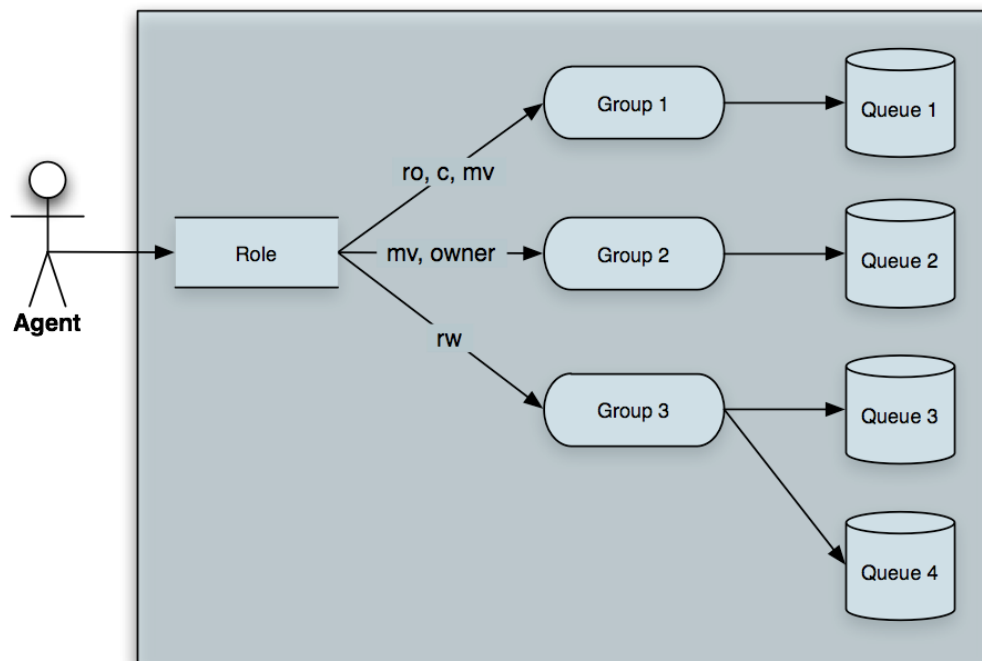 Group 1
Queue 1
ro, c, mv
Role
mv, owner
Group 2
Queue 2
Agent
rw
Group 3
Queue 3
Queue 4